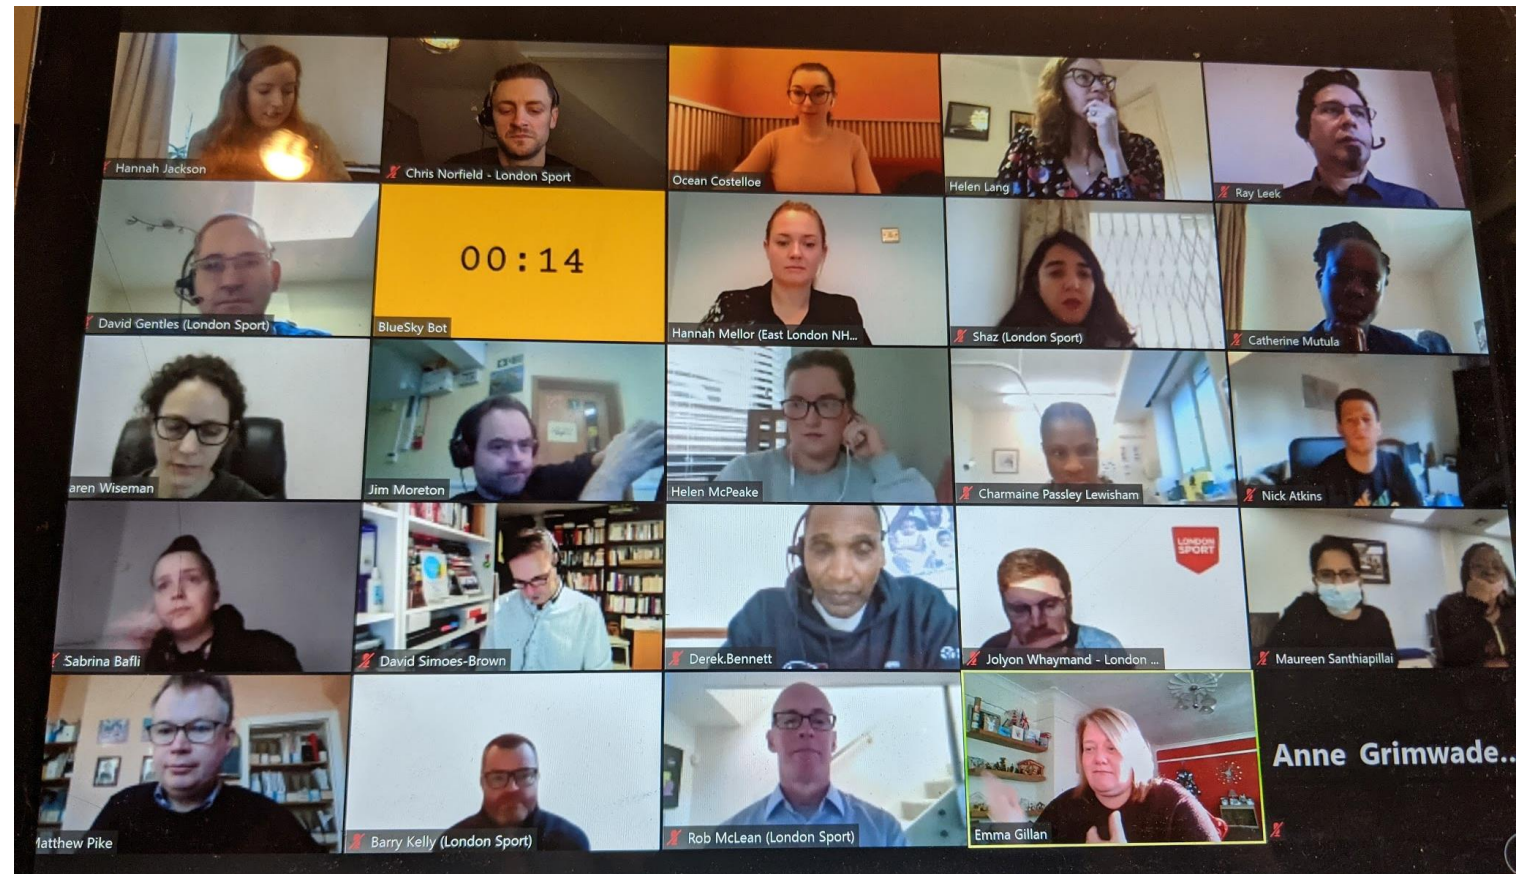 Hannah Jackson
Chris Norfield - London Sport
Ocean Costelloe
Helen Lang
Ray Leek
David Gentles (London Sport)
00:14
BlueSky Bot
Hannah Mellor (East London NH...
Shaz (London Sport)
Catherine Mutula
aren Wiseman
Jim Moreton
Helen McPeake
Charmaine Passley Lewisham
Nick Atkins
Sabrina Bafli
David Simoes-Brown
Derek.Bennett
LONDON
SPORT
Jolyon Whaymand - London ...
Maureen Santhiapillai
Matthew Pike
Barry Kelly (London Sport)
Rob McLean (London Sport)
Emma Gillan
Anne Grimwade...